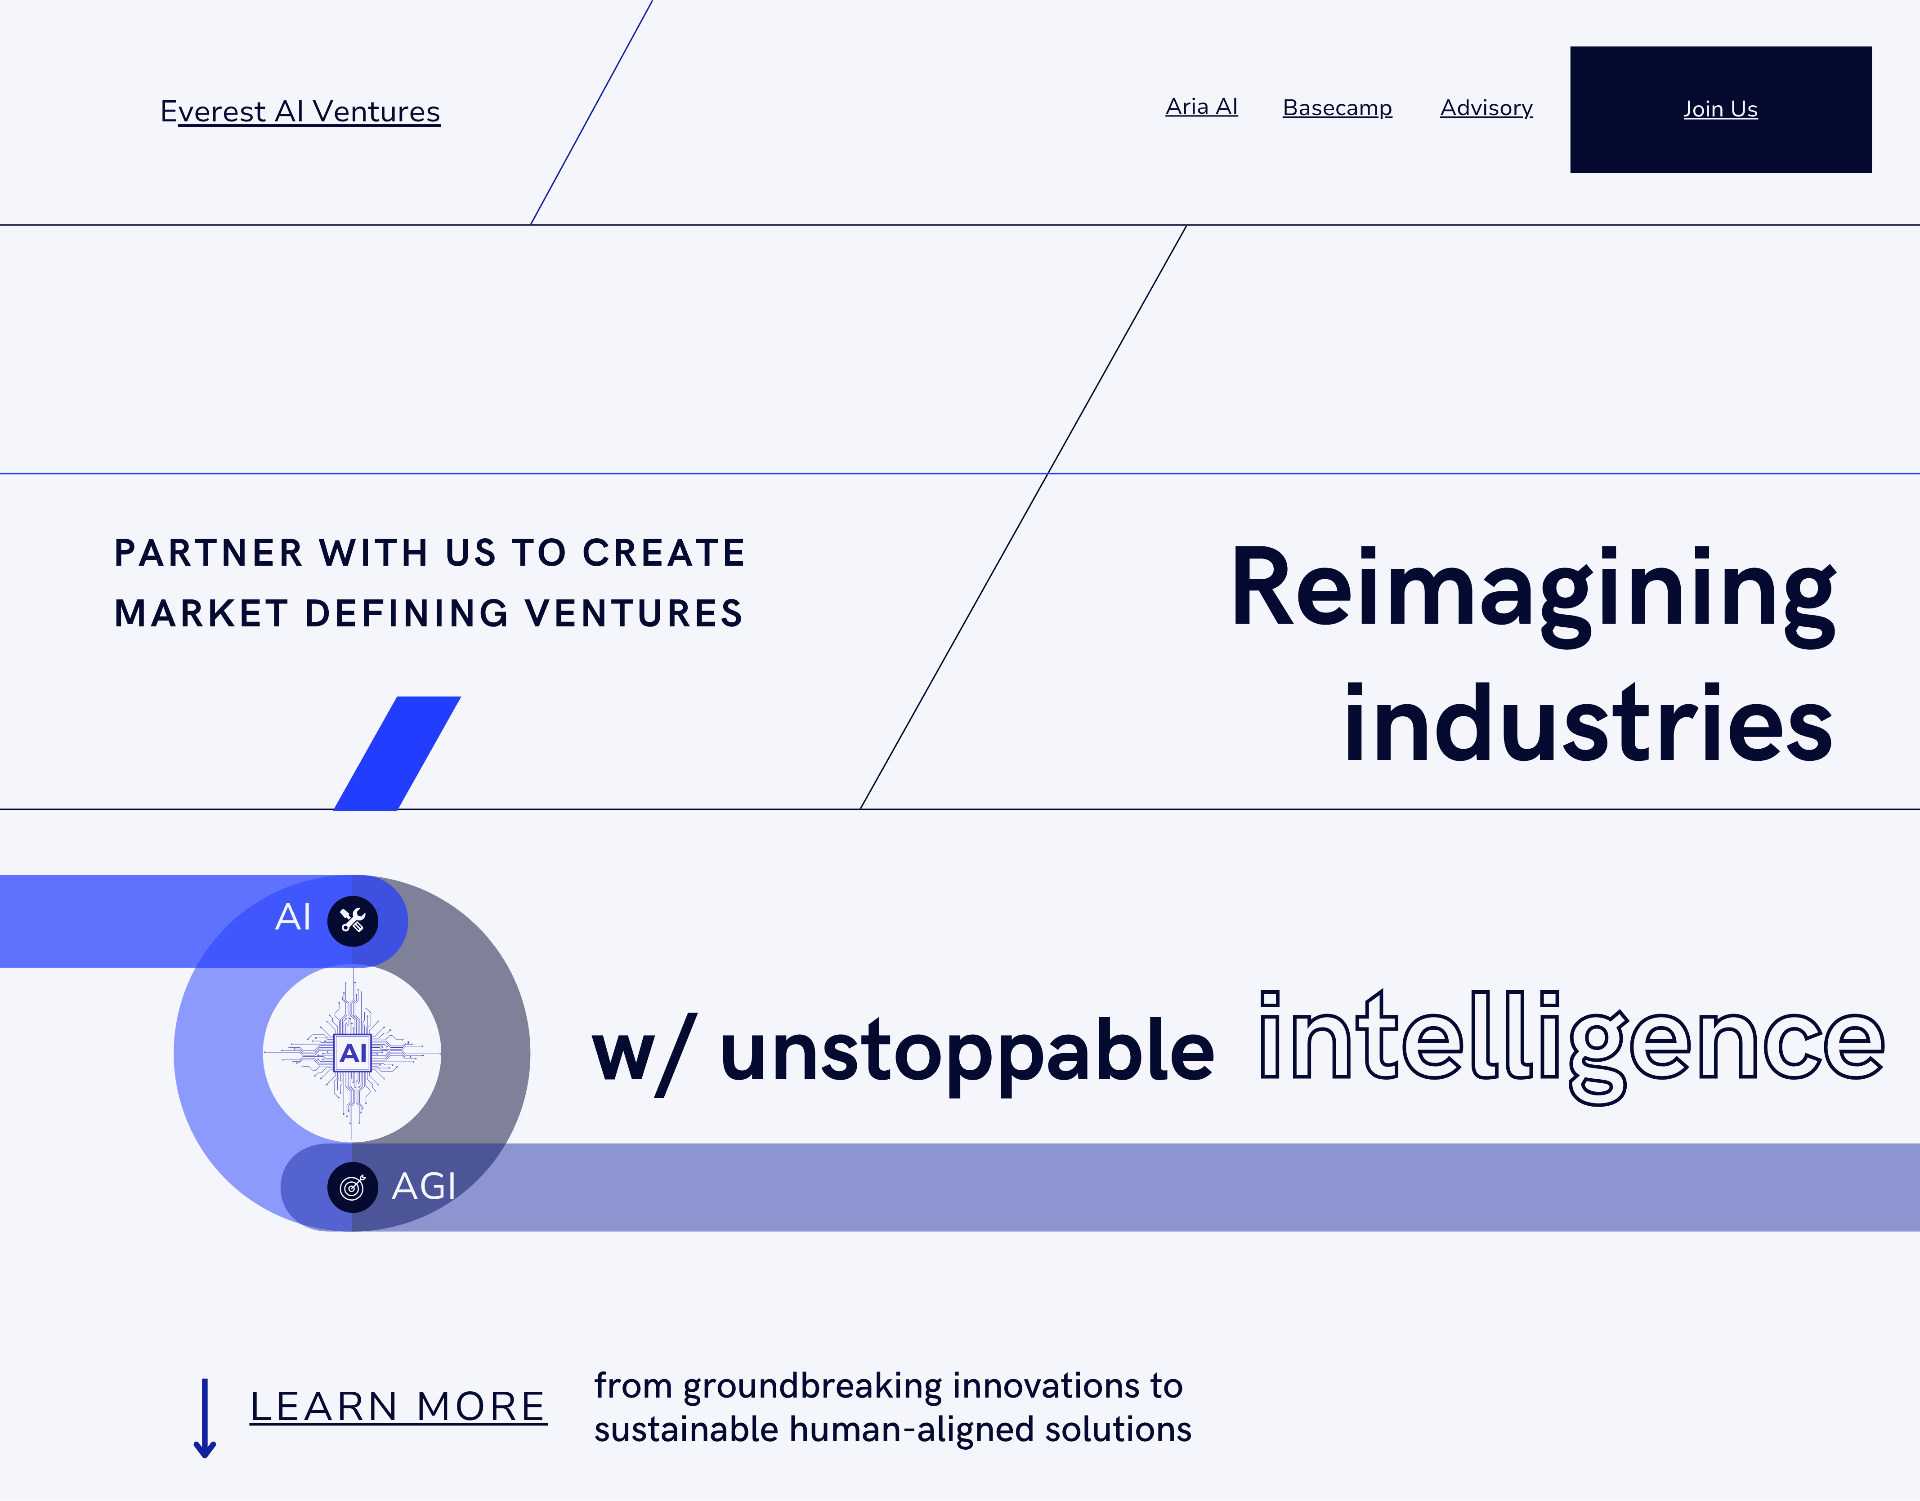 Everest AI Ventures
Aria AI
Basecamp
Advisory
Join Us
PARTNER WITH US TO CREATE
MARKET DEFINING VENTURES
Reimagining
industries
AI
AI
w/ unstoppable intelligence
AGI
LEARN MORE
from groundbreaking innovations to
sustainable human-aligned solutions